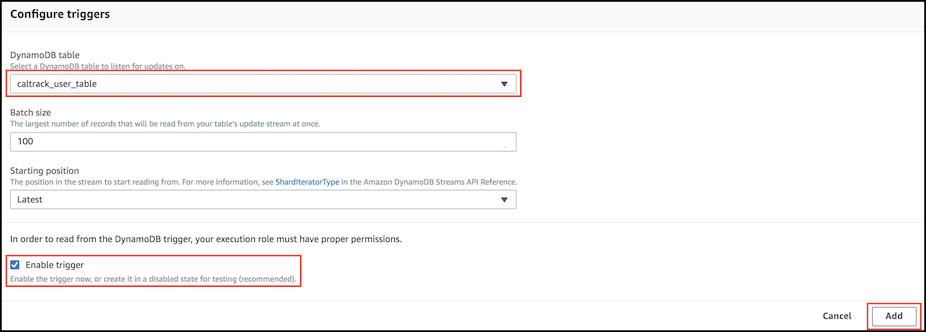 Configure triggers
DynamoDB table
Select a DynamoDB table to listen for updates on.
caltrack_user_table
Batch size
The largest number of records that will be read from your table's update stream at once.
100
Starting position
The position in the stream to start reading from. For more information, see ShardIteratorType in the Amazon DynamoDB Streams API Reference.
Latest
In order to read from the DynamoDB trigger, your execution role must have proper permissions.
Enable trigger
Enable the trigger now, or create it in a disabled state for testing (recommended).
Cancel Add